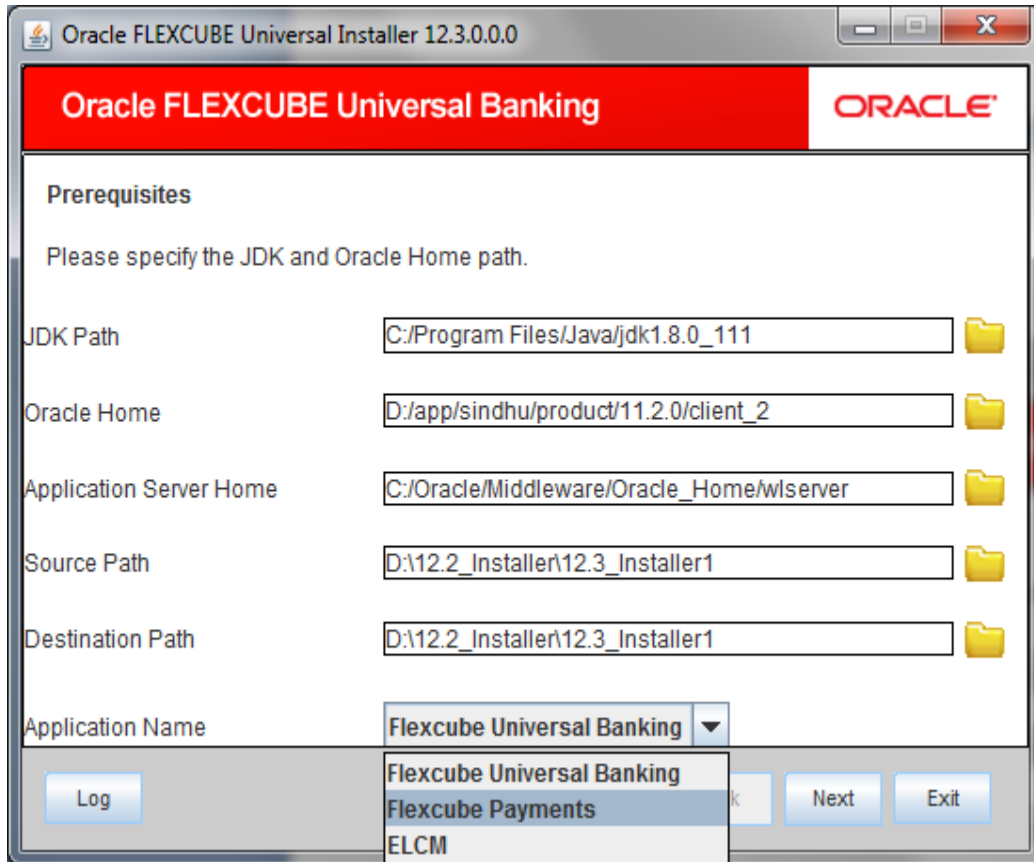 Oracle FLEXCUBE Universal Installer 12.3.0.0.0
Oracle FLEXCUBE Universal Banking
ORACLE
Prerequisites
Please specify the JDK and Oracle Home path.
JDK Path C:/Program Files/Java/jdk1.8.0_111
Oracle Home D:/app/sindhu/product/11.2.0/client_2
Application Server Home C:/Oracle/Middleware/Oracle_Home/wlserver
Source Path D:\12.2_Installer\12.3_Installer1
Destination Path D:\12.2_Installer\12.3_Installer1
Application Name Flexcube Universal Banking
Flexcube Universal Banking
Flexcube Payments
ELCM
Log Next Exit